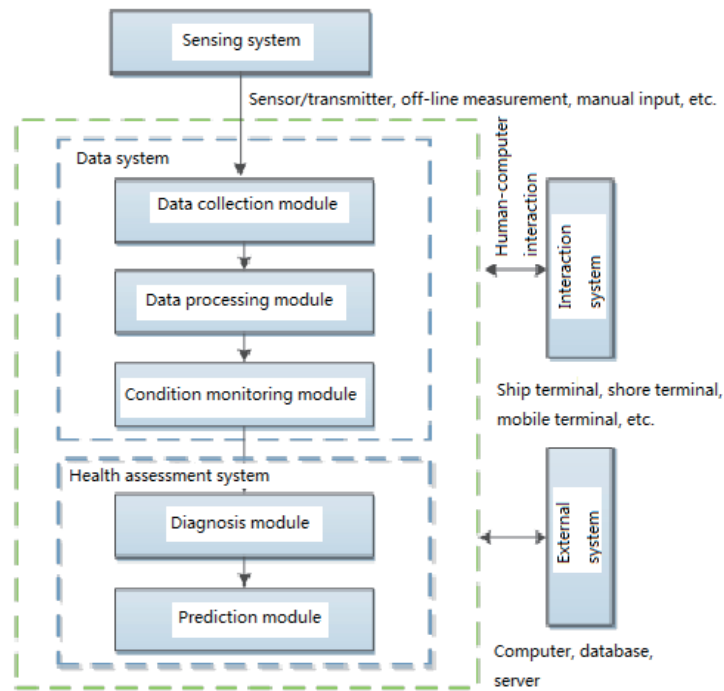 Sensing system
Sensor/transmitter, off-line measurement, manual input, etc.
Data system
Data collection module
Data processing module
Condition monitoring module
Health assessment system
Diagnosis module
Prediction module
Human-computer
interaction
Interaction
system
Ship terminal, shore terminal,
mobile terminal, etc.
External
system
Computer, database,
server